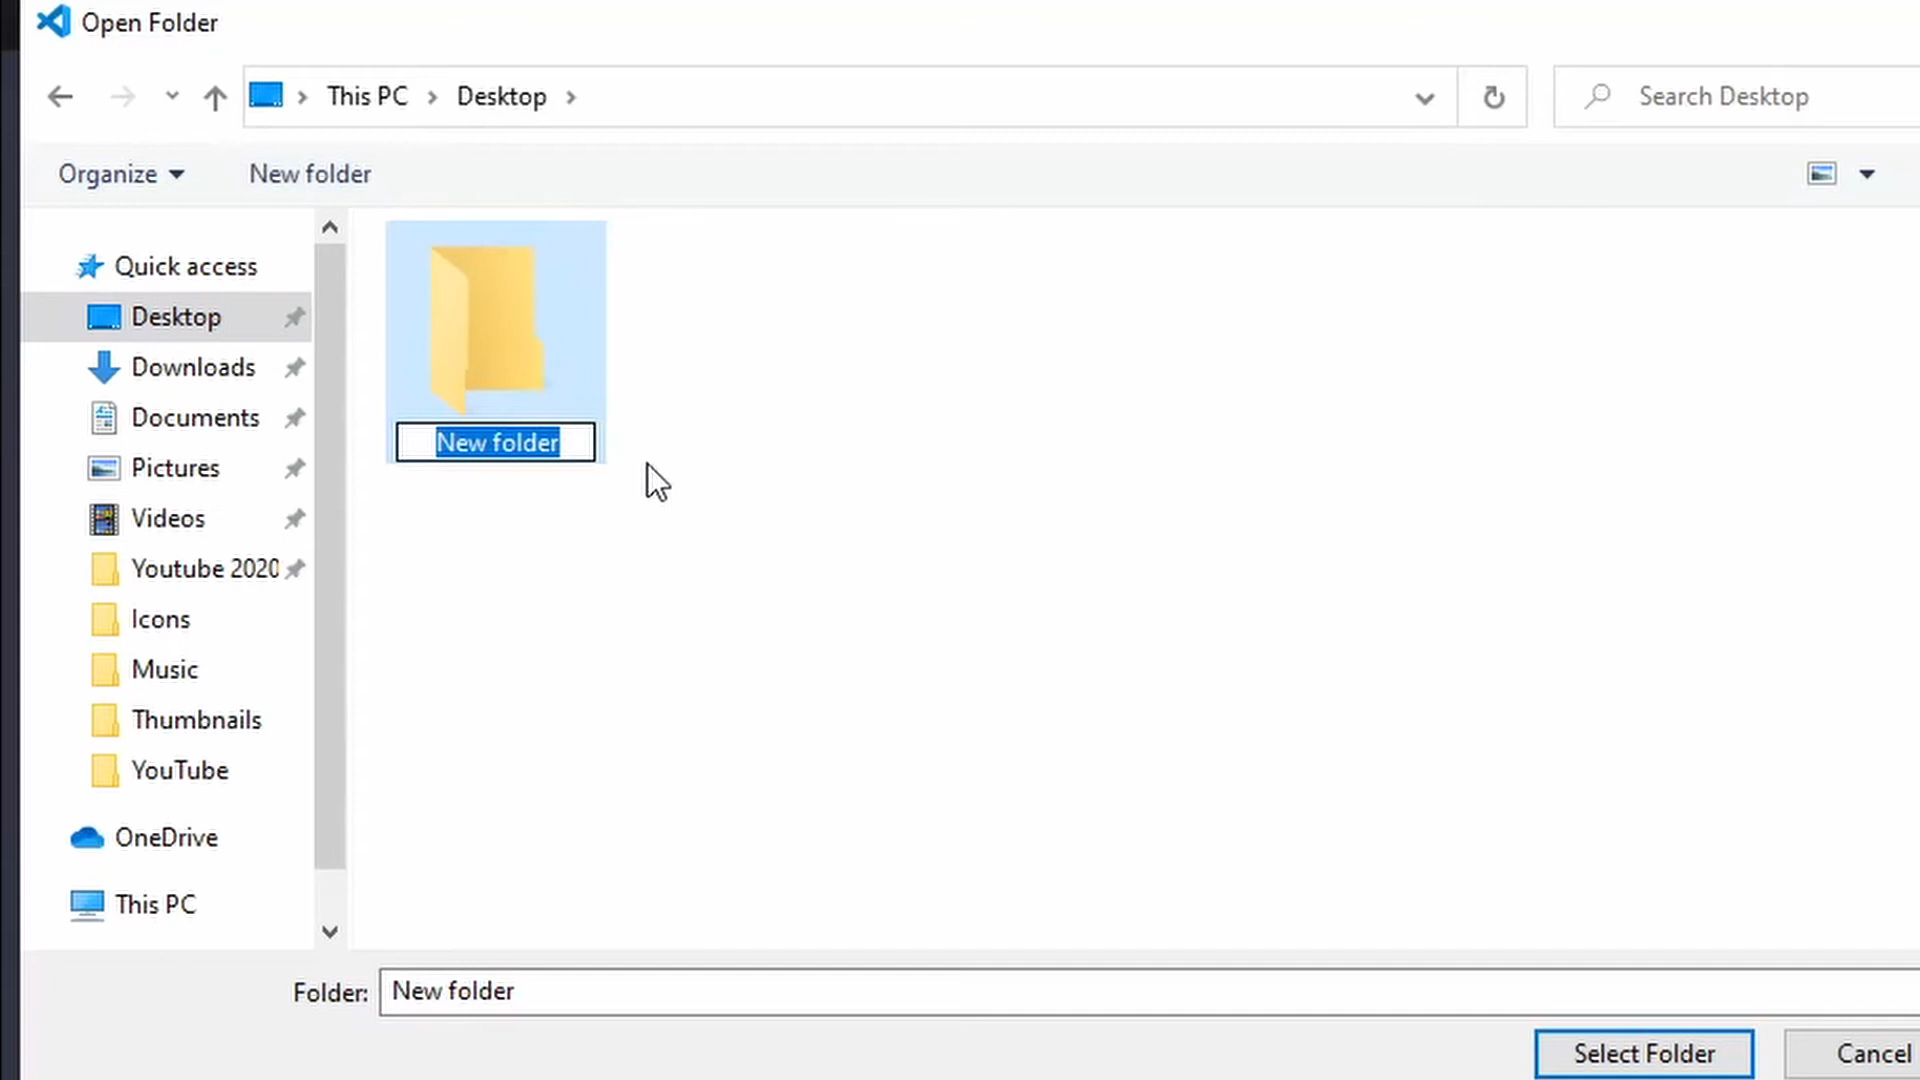 Open Folder
This PC
Desktop
Search Desktop
Organize
New folder
Quick access
Desktop
Downloads
Documents
Pictures
Videos
Youtube 2020
Icons
Music
Thumbnails
YouTube
OneDrive
This PC
New folder
Folder:
New folder
Select Folder
Cancel